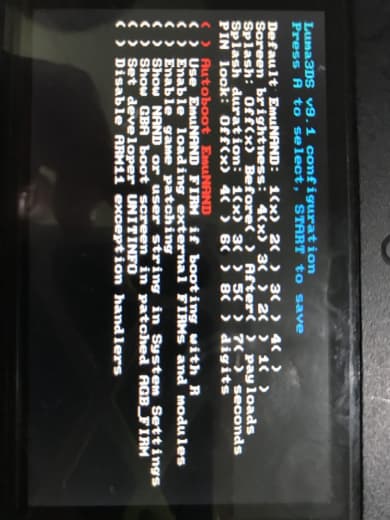 Luma3DS v9.1 configuration
Press A to select, START to save
Default EmuNAND: 1(x) 2( ) 3( ) 4( )
Screen brightness: 4(x) 3( ) 2( ) 1( )
Splash: Off(x) Before( ) After( ) payloads
Splash duration: 1( ) 3(x) 5( ) 7( ) seconds
PIN lock: Off(x) 4( ) 6( ) 8( ) digits
( ) Autoboot EmuNAND
( ) Use EmuNAND FIRM if booting with R
( ) Enable loading external FIRMs and modules
( ) Enable game patching
( ) Show NAND or user string in System Settings
( ) Show GBA boot screen in patched AGB_FIRM
( ) Set developer UNITINFO
( ) Disable ARM11 exception handlers